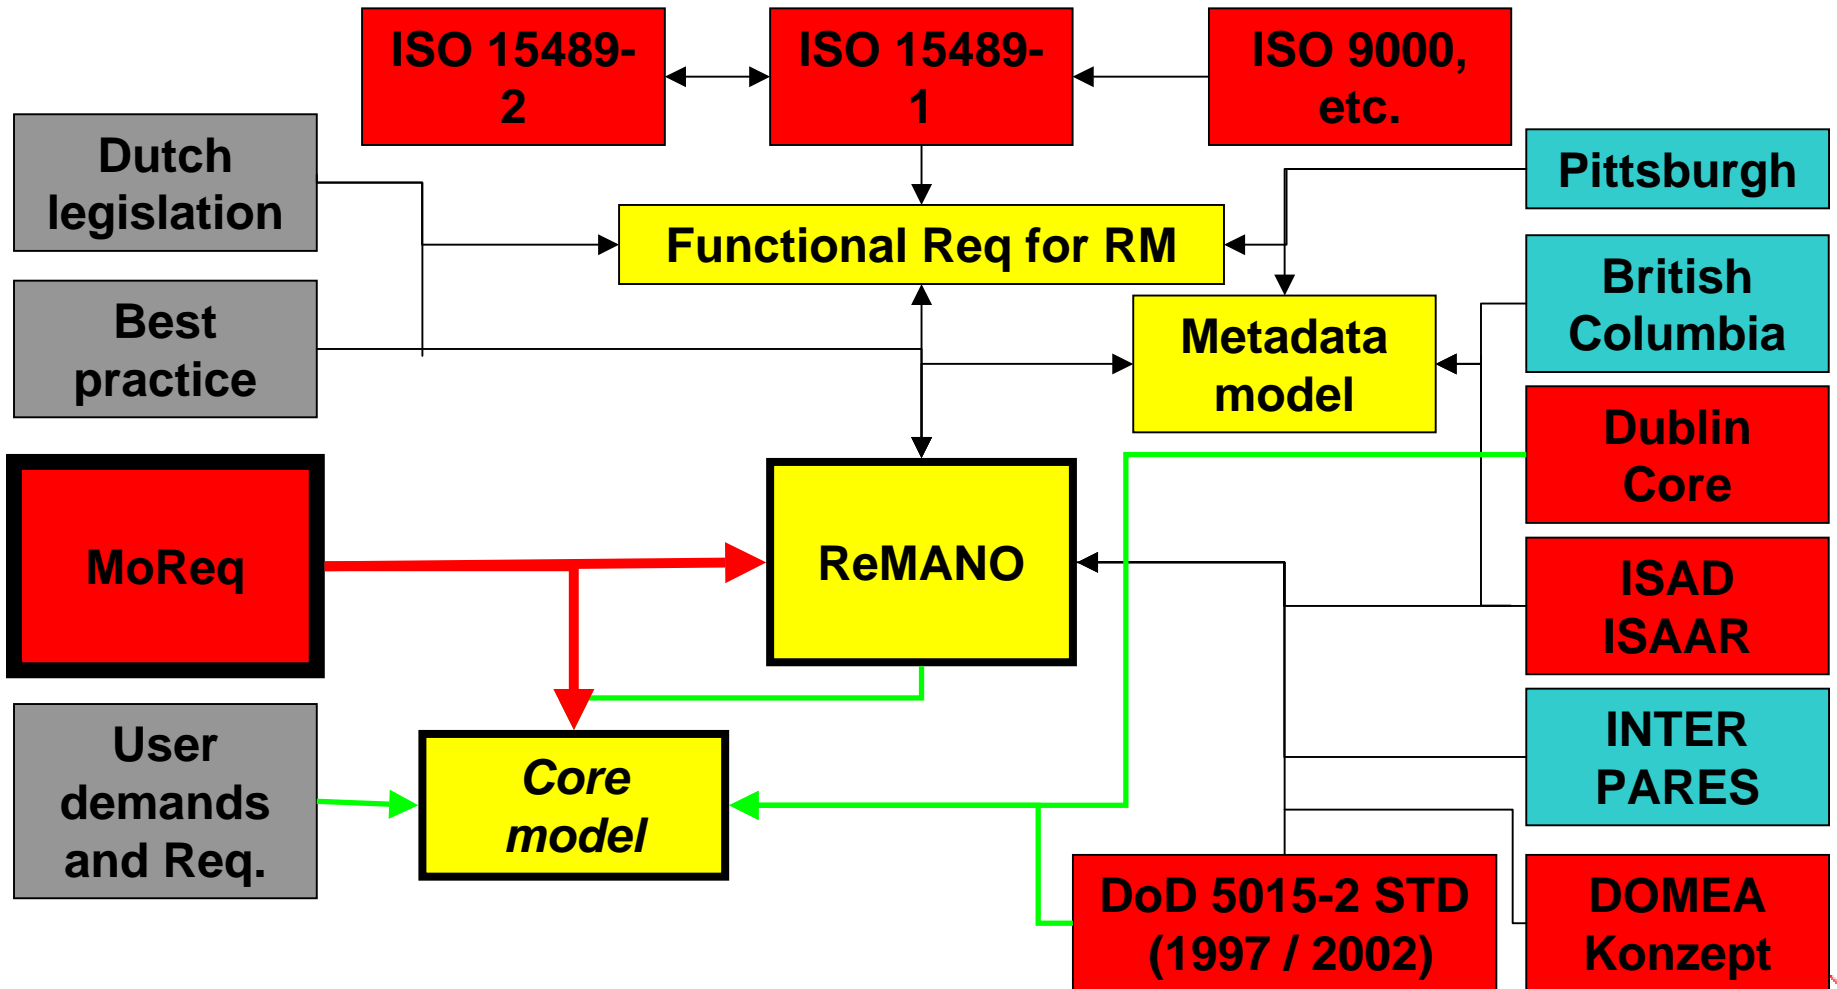 ISO 15489-
2
ISO 15489-
1
ISO 9000,
etc.
Dutch
legislation
Pittsburgh
Functional Req for RM
British
Columbia
Best
practice
Metadata
model
Dublin
Core
MoReq
ReMANO
ISAD
ISAAR
User
demands
and Req.
Core
model
INTER
PARES
DoD 5015-2 STD
(1997 / 2002)
DOMEA
Konzept